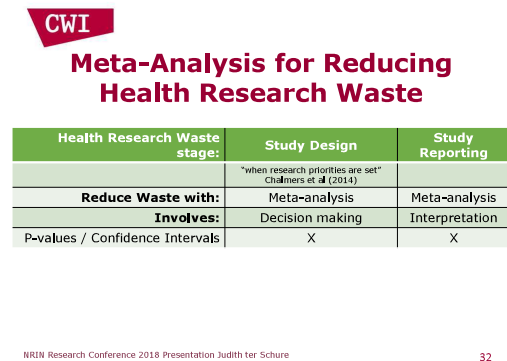 CWI
Meta-Analysis for Reducing
Health Research Waste
Health Research Waste stage: Study Design Study Reporting
"when research priorities are set"
Chalmers et al (2014)
Reduce Waste with: Meta-analysis Meta-analysis
Involves: Decision making Interpretation
P-values / Confidence Intervals X X
NRIN Research Conference 2018 Presentation Judith ter Schure 32